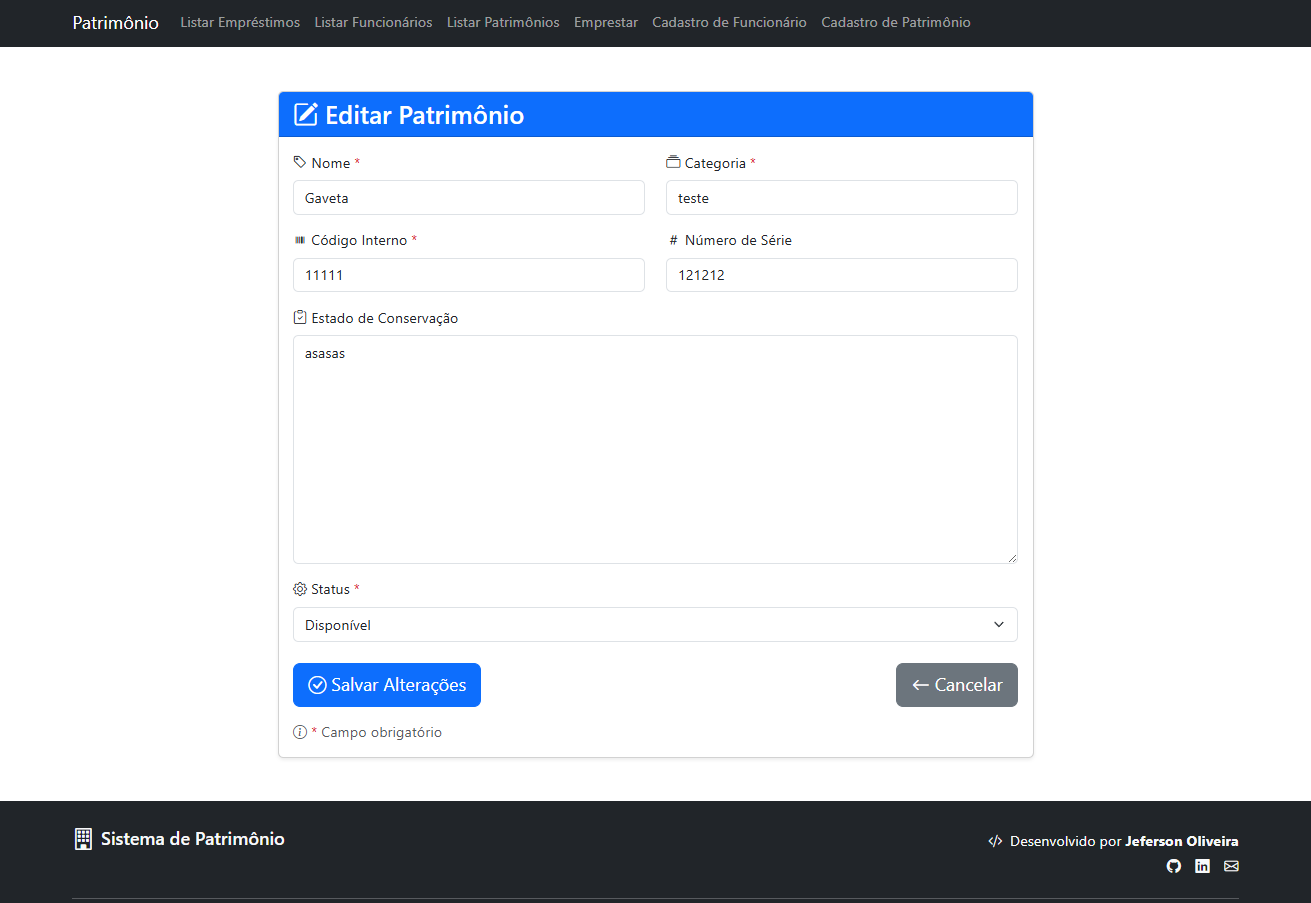 Patrimônio Listar Empréstimos Listar Funcionários Listar Patrimônios Emprestar Cadastro de Funcionário Cadastro de Patrimônio
Editar Patrimônio
Nome * Categoria *
Gaveta teste
Código Interno * # Número de Série
11111 121212
Estado de Conservação
asasas
Status *
Disponível
Salvar Alterações Cancelar
* Campo obrigatório
Sistema de Patrimônio
Desenvolvido por Jeferson Oliveira